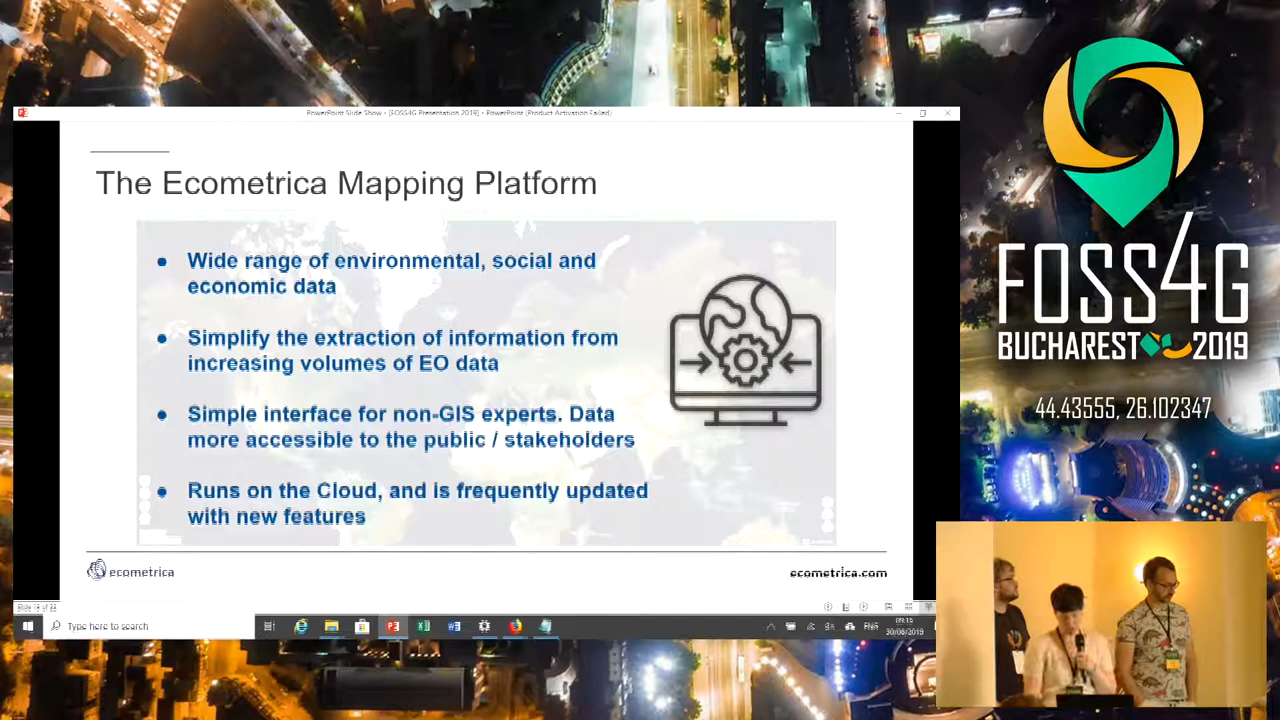 PowerPoint Slide Show - [FOSS4G Presentation 2019] - PowerPoint (Product Activation Failed)
The Ecometrica Mapping Platform
• Wide range of environmental, social and
economic data
• Simplify the extraction of information from
increasing volumes of EO data
• Simple interface for non-GIS experts. Data
more accessible to the public / stakeholders
• Runs on the Cloud, and is frequently updated
with new features
ecometrica
ecometrica.com
Type here to search
ENG
30/08/2019
FOSS4G
BUCHAREST 2019
44.43555, 26.102347